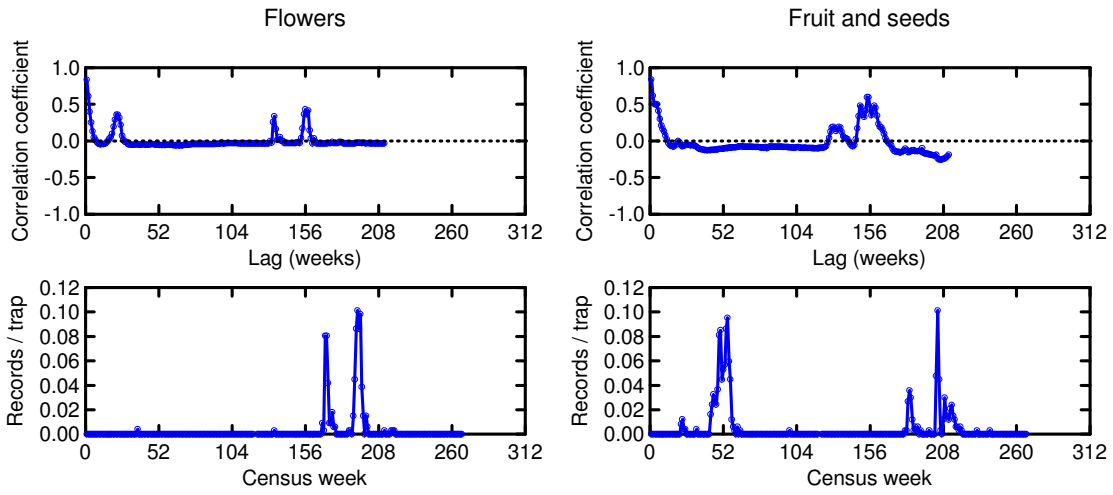 Flowers
Fruit and seeds
Correlation coefficient
1.0
0.5
0.0
-0.5
-1.0
0 52 104 156 208 260 312
Lag (weeks)
Correlation coefficient
1.0
0.5
0.0
-0.5
-1.0
0 52 104 156 208 260 312
Lag (weeks)
Records / trap
0.12
0.10
0.08
0.06
0.04
0.02
0.00
0 52 104 156 208 260 312
Census week
Records / trap
0.12
0.10
0.08
0.06
0.04
0.02
0.00
0 52 104 156 208 260 312
Census week